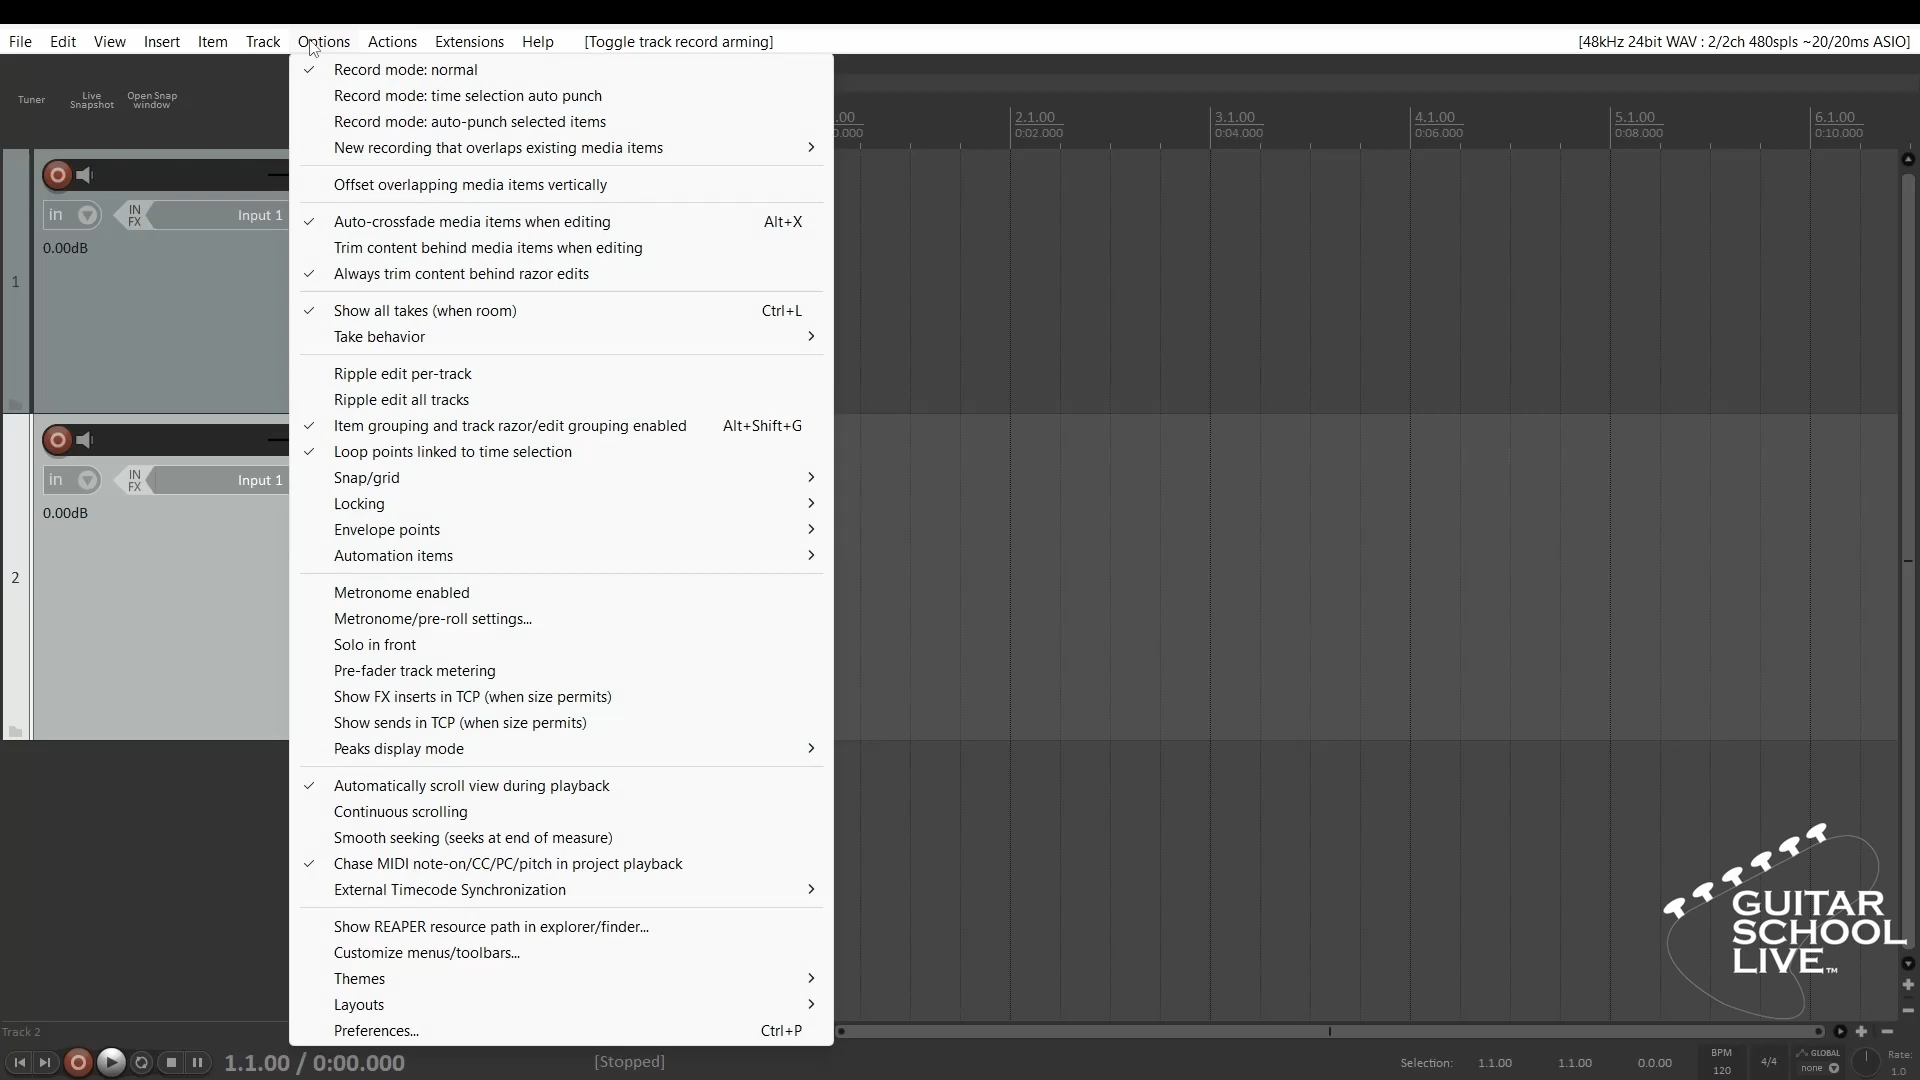 File Edit View Insert Item Track Options Actions Extensions Help [Toggle track record arming] [48kHz 24bit WAV : 2/2ch 480spls ~20/20ms ASIO]
Tuner
Live Snapshot
Open Snap window
.00 2.1.00 3.1.00 4.1.00 5.1.00 6.1.00
0.000 0:02.000 0:04.000 0:06.000 0:08.000 0:10.000
Record mode: normal
Record mode: time selection auto punch
Record mode: auto-punch selected items
New recording that overlaps existing media items
Offset overlapping media items vertically
Auto-crossfade media items when editing Alt+X
Trim content behind media items when editing
Always trim content behind razor edits
Show all takes (when room) Ctrl+L
Take behavior
Ripple edit per-track
Ripple edit all tracks
Item grouping and track razor/edit grouping enabled Alt+Shift+G
Loop points linked to time selection
Snap/grid
Locking
Envelope points
Automation items
Metronome enabled
Metronome/pre-roll settings...
Solo in front
Pre-fader track metering
Show FX inserts in TCP (when size permits)
Show sends in TCP (when size permits)
Peaks display mode
Automatically scroll view during playback
Continuous scrolling
Smooth seeking (seeks at end of measure)
Chase MIDI note-on/CC/PC/pitch in project playback
External Timecode Synchronization
Show REAPER resource path in explorer/finder...
Customize menus/toolbars...
Themes
Layouts
Preferences... Ctrl+P
in IN FX Input 1
0.00dB
1
in IN FX Input 1
0.00dB
2
GUITAR
SCHOOL
LIVE™
Track 2
1.1.00 / 0:00.000 [Stopped] Selection: 1.1.00 1.1.00 0.0.00 BPM 120 4/4 GLOBAL none Rate: 1.0